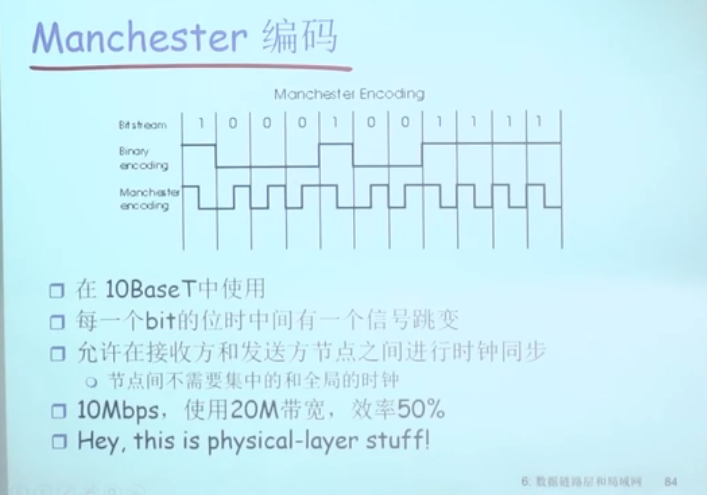 Manchester 编码
Manchester Encoding
Bit stream 1 0 0 0 1 0 0 1 1 1 1
Binary
encoding
Manchester
encoding
在 10BaseT中使用
每一个bit的位时中间有一个信号跳变
允许在接收方和发送方节点之间进行时钟同步
节点间不需要集中的和全局的时钟
10Mbps，使用20M带宽，效率50%
Hey, this is physical-layer stuff!
6: 数据链路层和局域网 84